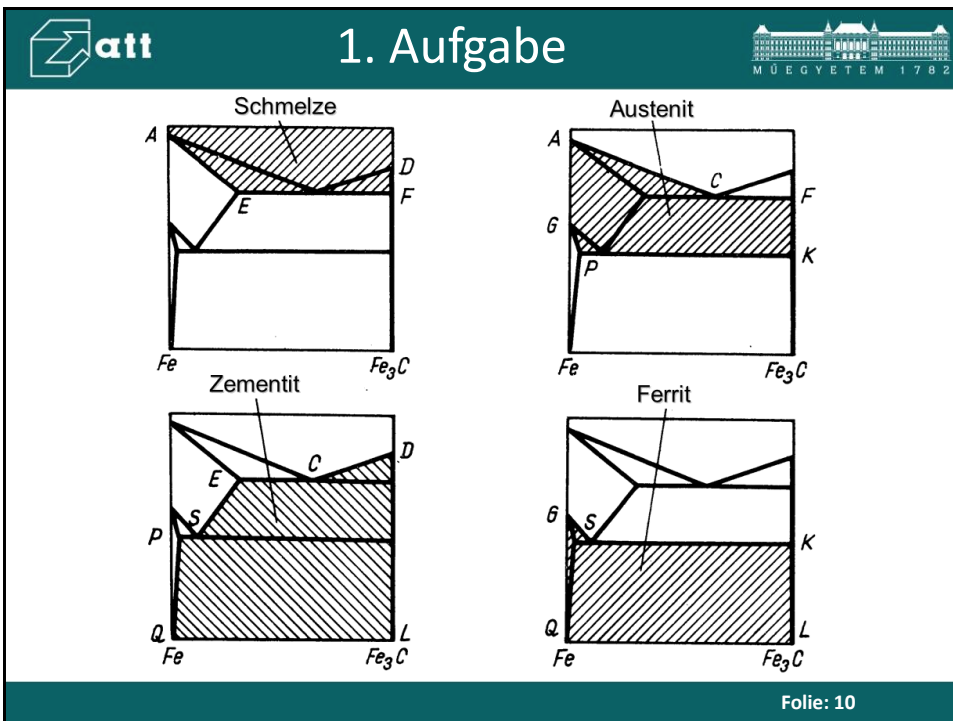 att
1. Aufgabe
MŰEGYETEM 1782
Schmelze
A
D
E
F
Fe
Fe₃C
Austenit
A
C
F
G
P
K
Fe
Fe₃C
Zementit
C
D
E
S
P
Q
L
Fe
Fe₃C
Ferrit
G
S
K
Q
L
Fe
Fe₃C
Folie: 10